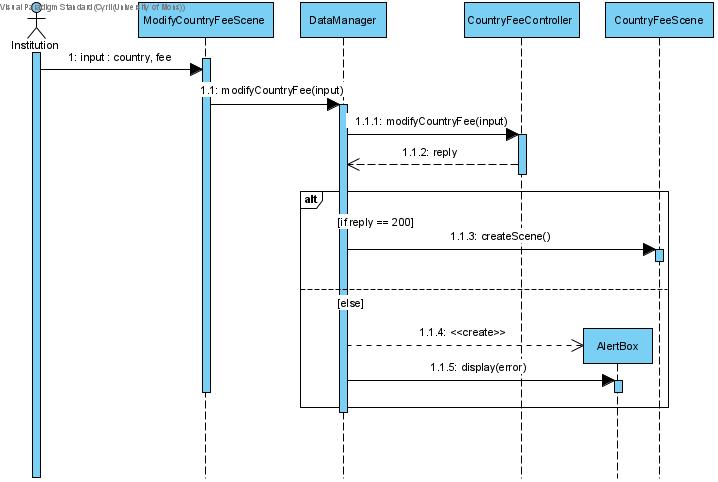 Visual Paradigm Standard (Cyril(University of Mons))
ModifyCountryFeeScene
DataManager
CountryFeeController
CountryFeeScene
Institution
1: input : country, fee
1.1: modifyCountryFee(input)
1.1.1: modifyCountryFee(input)
1.1.2: reply
alt
[if reply == 200]
1.1.3: createScene()
[else]
1.1.4: <<create>>
AlertBox
1.1.5: display(error)